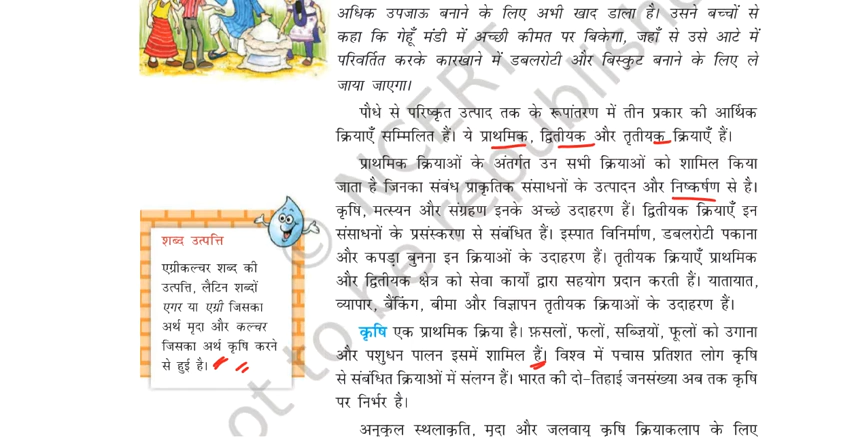 अधिक उपजाऊ बनाने के लिए अभी खाद डाला है। उसने बच्चों से
कहा कि गेहूँ मंडी में अच्छी कीमत पर बिकेगा, जहाँ से उसे आटे में
परिवर्तित करके कारखाने में डबलरोटी और बिस्कुट बनाने के लिए ले
जाया जाएगा।
पौधे से परिष्कृत उत्पाद तक के रूपांतरण में तीन प्रकार की आर्थिक
क्रियाएँ सम्मिलित हैं। ये प्राथमिक, द्वितीयक और तृतीयक क्रियाएँ हैं।
प्राथमिक क्रियाओं के अंतर्गत उन सभी क्रियाओं को शामिल किया
जाता है जिनका संबंध प्राकृतिक संसाधनों के उत्पादन और निष्कर्षण से है।
कृषि, मत्स्यन और संग्रहण इनके अच्छे उदाहरण हैं। द्वितीयक क्रियाएँ इन
संसाधनों के प्रसंस्करण से संबंधित हैं। इस्पात विनिर्माण, डबलरोटी पकाना
और कपड़ा बुनना इन क्रियाओं के उदाहरण हैं। तृतीयक क्रियाएँ प्राथमिक
और द्वितीयक क्षेत्र को सेवा कार्यों द्वारा सहयोग प्रदान करती हैं। यातायात,
व्यापार, बैंकिंग, बीमा और विज्ञापन तृतीयक क्रियाओं के उदाहरण हैं।
कृषि एक प्राथमिक क्रिया है। फ़सलों, फलों, सब्ज़ियों, फूलों को उगाना
और पशुधन पालन इसमें शामिल हैं। विश्व में पचास प्रतिशत लोग कृषि
से संबंधित क्रियाओं में संलग्न हैं। भारत की दो-तिहाई जनसंख्या अब तक कृषि
पर निर्भर है।
अनुकूल स्थलाकृति, मृदा और जलवायु कृषि क्रियाकलाप के लिए
शब्द उत्पत्ति
एग्रीकल्चर शब्द की
उत्पत्ति, लैटिन शब्दों
एगर या एग्री जिसका
अर्थ मृदा और कल्चर
जिसका अर्थ कृषि करने
से हुई है।
© NCERT
not to be republished